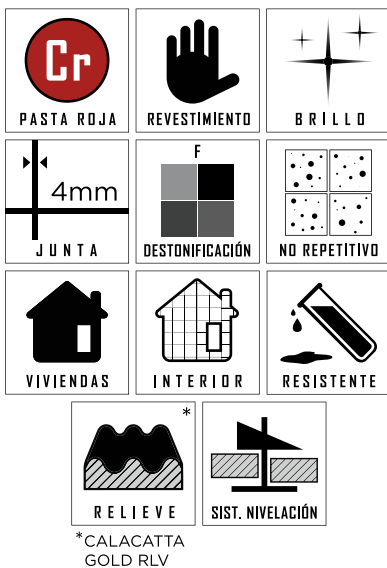 Cr
PASTA ROJA
REVESTIMIENTO
BRILLO
4mm
JUNTA
F
DESTONIFICACIÓN
NO REPETITIVO
VIVIENDAS
INTERIOR
RESISTENTE
*
RELIEVE
SIST. NIVELACIÓN
*CALACATTA
GOLD RLV